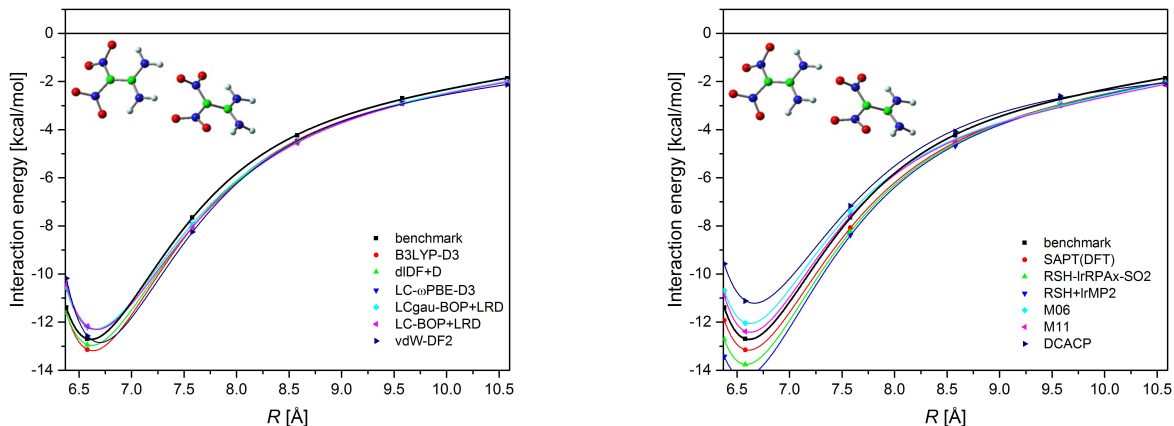 0
-2
-4
-6
-8
-10
-12
-14
Interaction energy [kcal/mol]
benchmark
B3LYP-D3
dlDF+D
LC-ωPBE-D3
LCgau-BOP+LRD
LC-BOP+LRD
vdW-DF2
6.5 7.0 7.5 8.0 8.5 9.0 9.5 10.0 10.5
R [Å]
0
-2
-4
-6
-8
-10
-12
-14
Interaction energy [kcal/mol]
benchmark
SAPT(DFT)
RSH-lrRPAx-SO2
RSH+lrMP2
M06
M11
DCACP
6.5 7.0 7.5 8.0 8.5 9.0 9.5 10.0 10.5
R [Å]